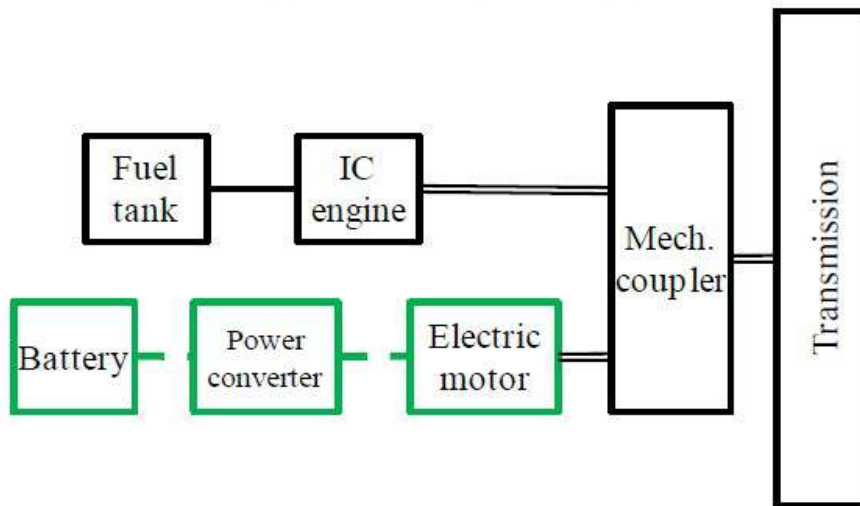 Fuel
tank
IC
engine
Mech.
coupler
Transmission
Battery
Power
converter
Electric
motor